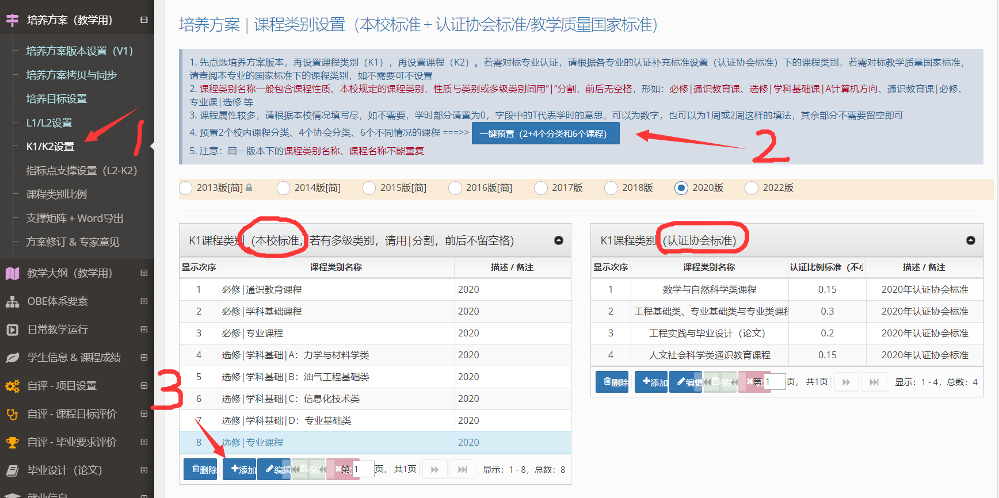 培养方案（教学用）
培养方案版本设置（V1）
培养方案拷贝与同步
培养目标设置
L1/L2设置
K1/K2设置
指标点支撑设置（L2-K2）
课程类别比例
支撑矩阵 + Word导出
方案修订 & 专家意见
教学大纲（教学用）
OBE体系要素
日常教学运行
学生信息 & 课程成绩
自评 - 项目设置
自评 - 课程目标评价
自评 - 毕业要求评价
毕业设计（论文）
就业信息
1
培养方案 | 课程类别设置（本校标准 + 认证协会标准/教学质量国家标准）
1. 先点选培养方案版本，再设置课程类别（K1），再设置课程（K2）。若需对标专业认证，请根据各专业的认证补充标准设置（认证协会标准）下的课程类别，若需对标教学质量国家标准，
请查阅本专业的国家标准下的课程类别，如不需要可不设置
2. 课程类别名称一般包含课程性质、本校规定的课程类别，性质与类别或多级类别间用“|”分割，前后无空格，形如：必修|通识教育课、选修|学科基础课|A计算机方向、通识教育课|必修、
专业课|选修 等
3. 课程属性较多，请根据本校情况填写尽，如不需要，学时部分请置为0，字段中的T代表学时的意思，可以为数字，也可以为1周或2周这样的填法，其余部分不需要留空即可
4. 预置2个校内课程分类、4个协会分类、6个不同情况的课程 ===>> 一键预置（2+4个分类和6个课程）
2
5. 注意：同一版本下的课程类别名称、课程名称不能重复
2013版[简] 2014版[简] 2015版[简] 2016版[简] 2017版 2018版 2020版 2022版
K1课程类别（本校标准，若有多级类别，请用|分割，前后不留空格）
显示次序 课程类别名称 描述 / 备注
1 必修|通识教育课程 2020
2 必修|学科基础课程 2020
3 必修|专业课程 2020
4 选修|学科基础|A：力学与材料学类 2020
5 选修|学科基础|B：油气工程基础类 2020
6 选修|学科基础|C：信息化技术类 2020
7 选修|学科基础|D：专业基础类 2020
8 选修|专业课程 2020
3
删除 添加 编辑 第 1 页，共1页 显示：1 - 8，总数：8
K1课程类别（认证协会标准）
显示次序 课程类别名称 认证比例标准（不小 描述 / 备注
1 数学与自然科学类课程 0.15 2020年认证协会标准
2 工程基础类、专业基础类与专业类课程 0.3 2020年认证协会标准
3 工程实践与毕业设计（论文） 0.2 2020年认证协会标准
4 人文社会科学类通识教育课程 0.15 2020年认证协会标准
删除 添加 编辑 第 1 页，共1页 显示：1 - 4，总数：4